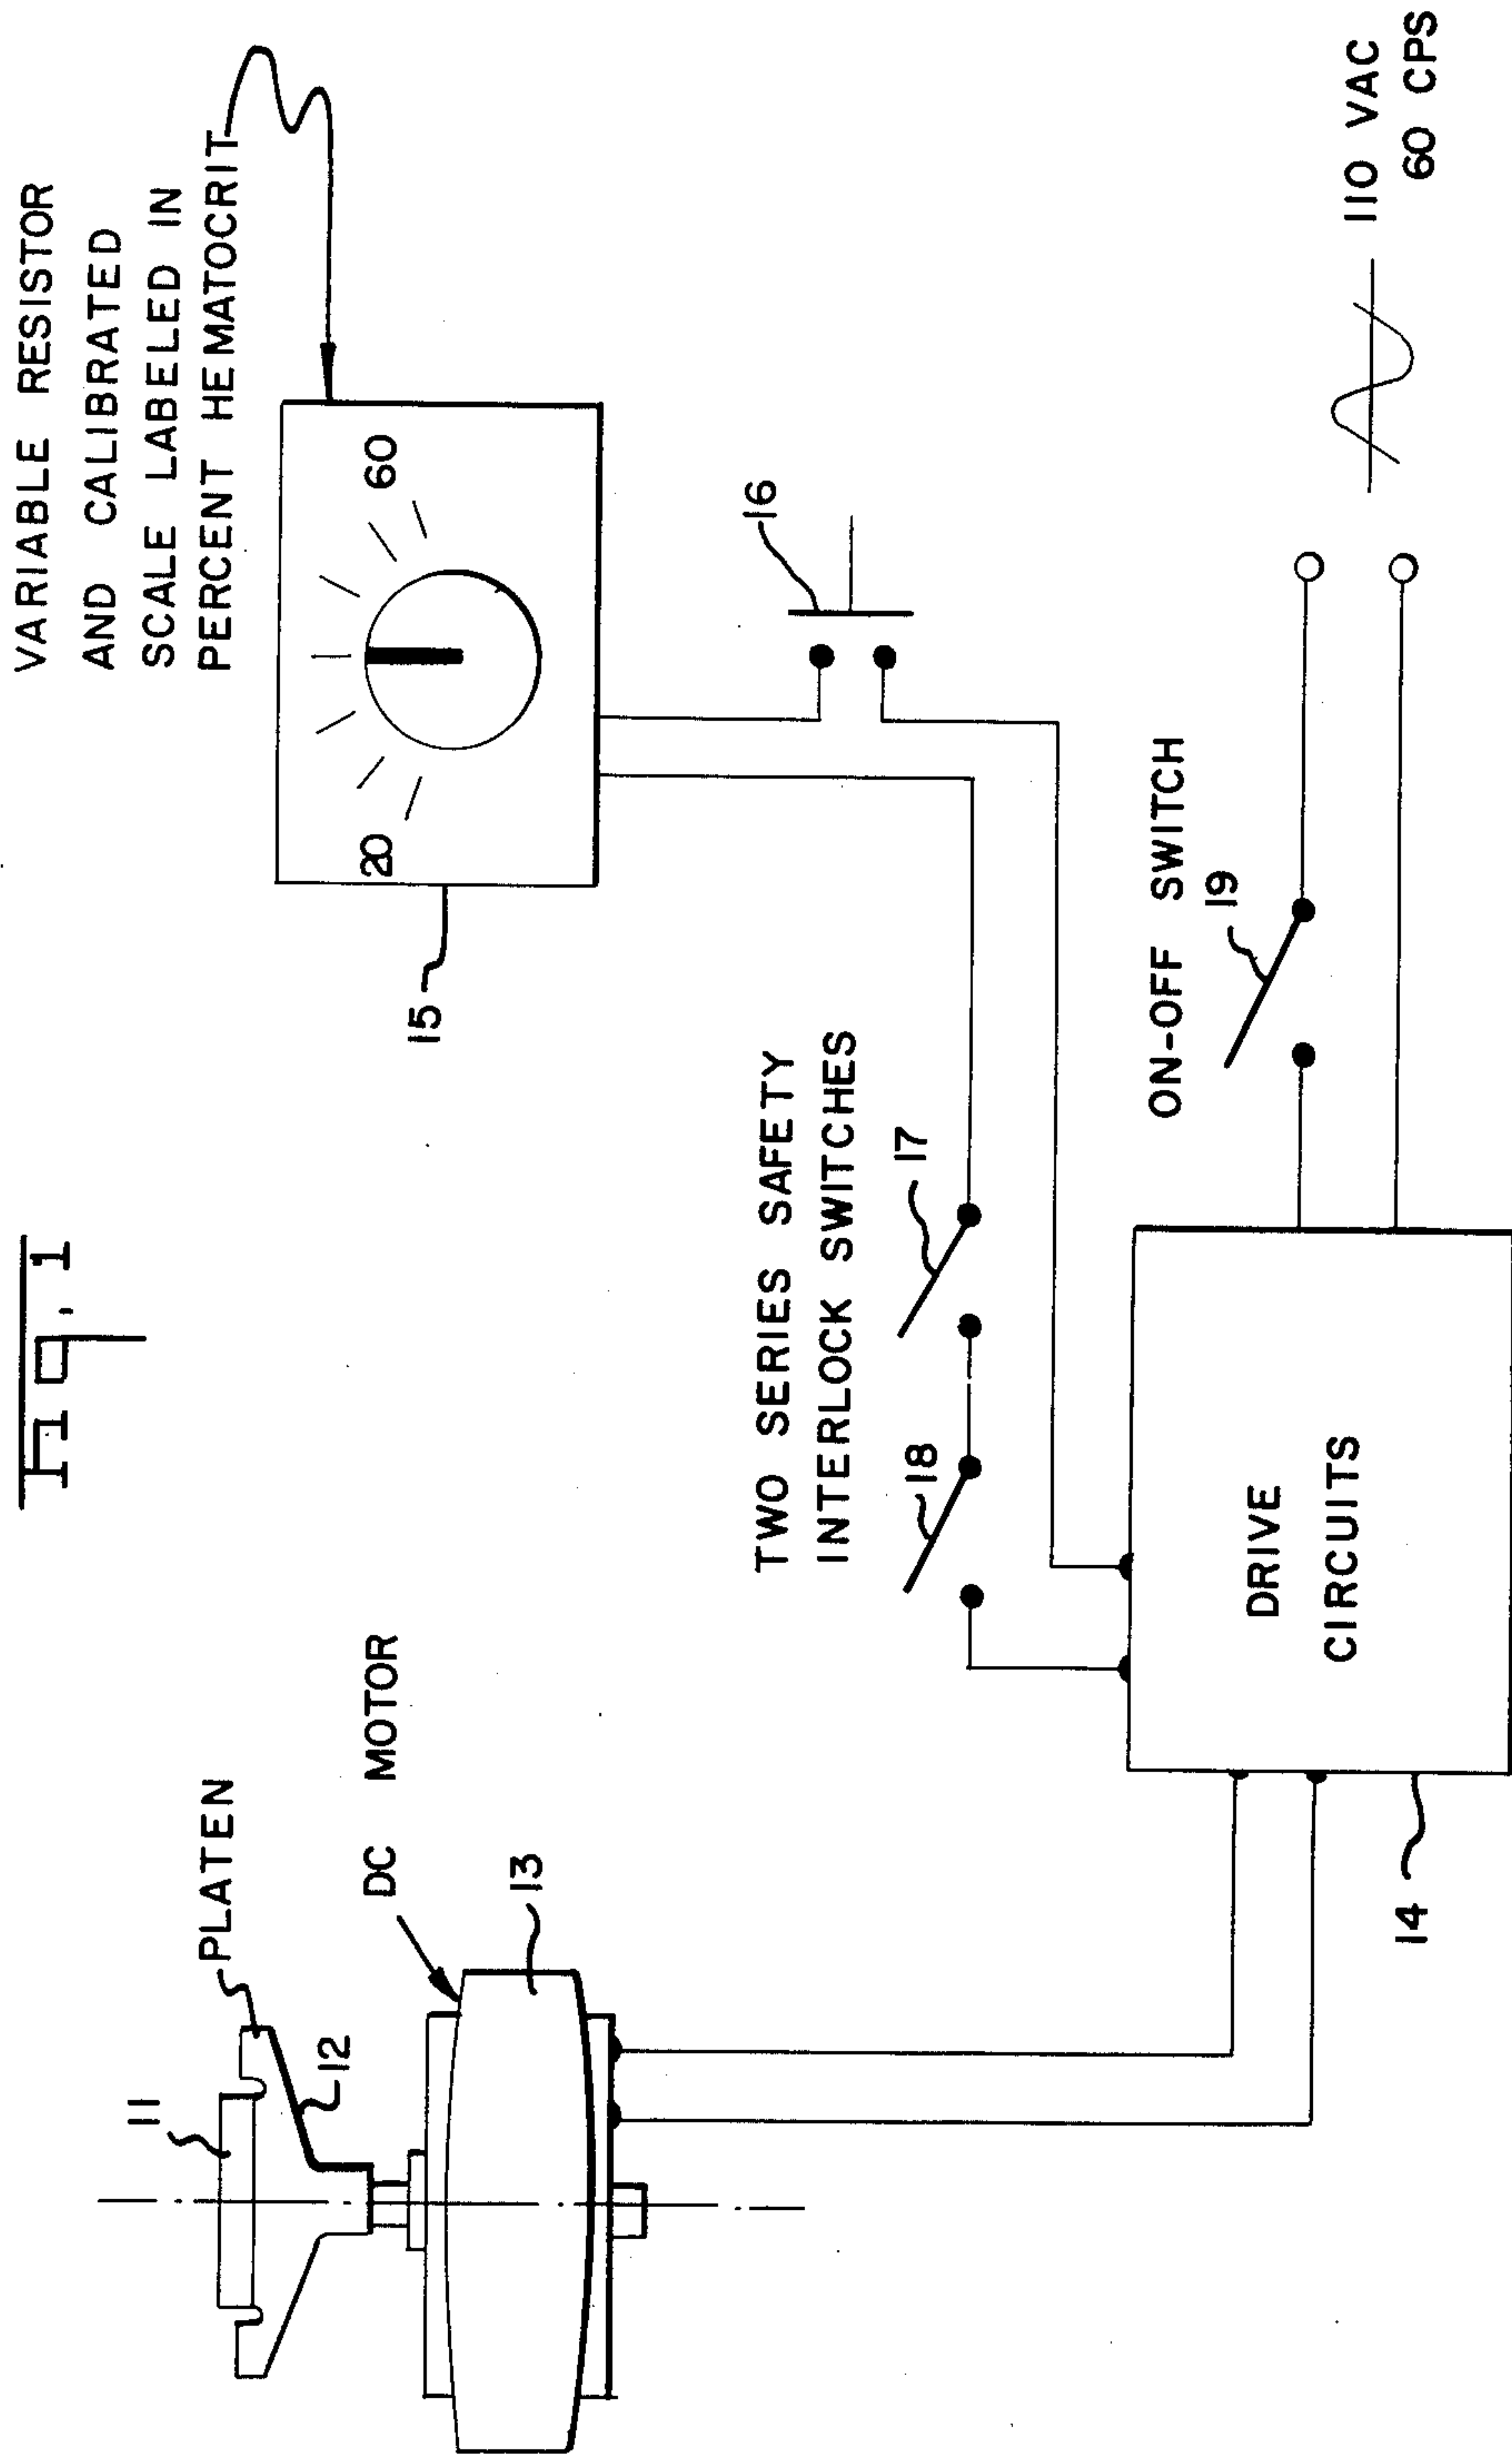 Fig. 1
VARIABLE RESISTOR
AND CALIBRATED
SCALE LABELED IN
PERCENT HEMATOCRIT
20
60
15
16
11
PLATEN
12
DC MOTOR
13
TWO SERIES SAFETY
INTERLOCK SWITCHES
18
17
ON-OFF SWITCH
19
DRIVE
CIRCUITS
14
110 VAC
60 CPS